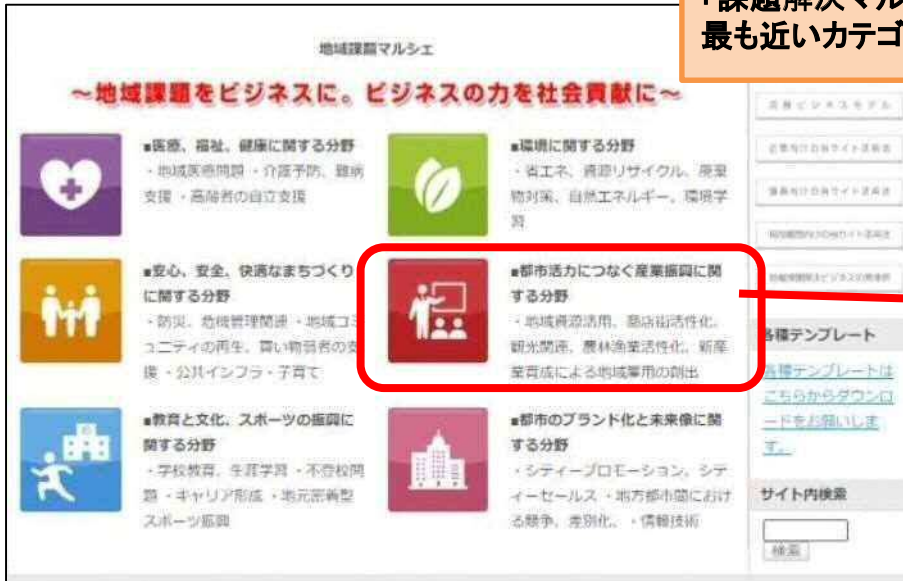 「課題解決マル
最も近いカテゴ
地域課題マルシェ
～地域課題をビジネスに。ビジネスの力を社会貢献に～
■医療、福祉、健康に関する分野
・地域医療問題・介護予防、難病
支援・高齢者の自立支援
■環境に関する分野
・省エネ、資源リサイクル、廃棄
物対策、自然エネルギー、環境学
習
■安心、安全、快適なまちづくり
に関する分野
・防災、危機管理関連・地域コミ
ュニティの再生、買い物弱者の支
援・公共インフラ・子育て
■都市活力につなぐ産業振興に関
する分野
・地域資源活用、商店街活性化、
観光関連、農林漁業活性化、新産
業育成による地域雇用の創出
■教育と文化、スポーツの振興に
関する分野
・学校教育、生涯学習・不登校問
題・キャリア形成・地元密着型
スポーツ振興
■都市のブランド化と未来像に関
する分野
・シティープロモーション、シテ
ィーセールス・地方都市間におけ
る競争、差別化、・情報技術
各種テンプレート
各種テンプレートは
こちらからダウンロ
ードをお願いしま
す。
サイト内検索
検索